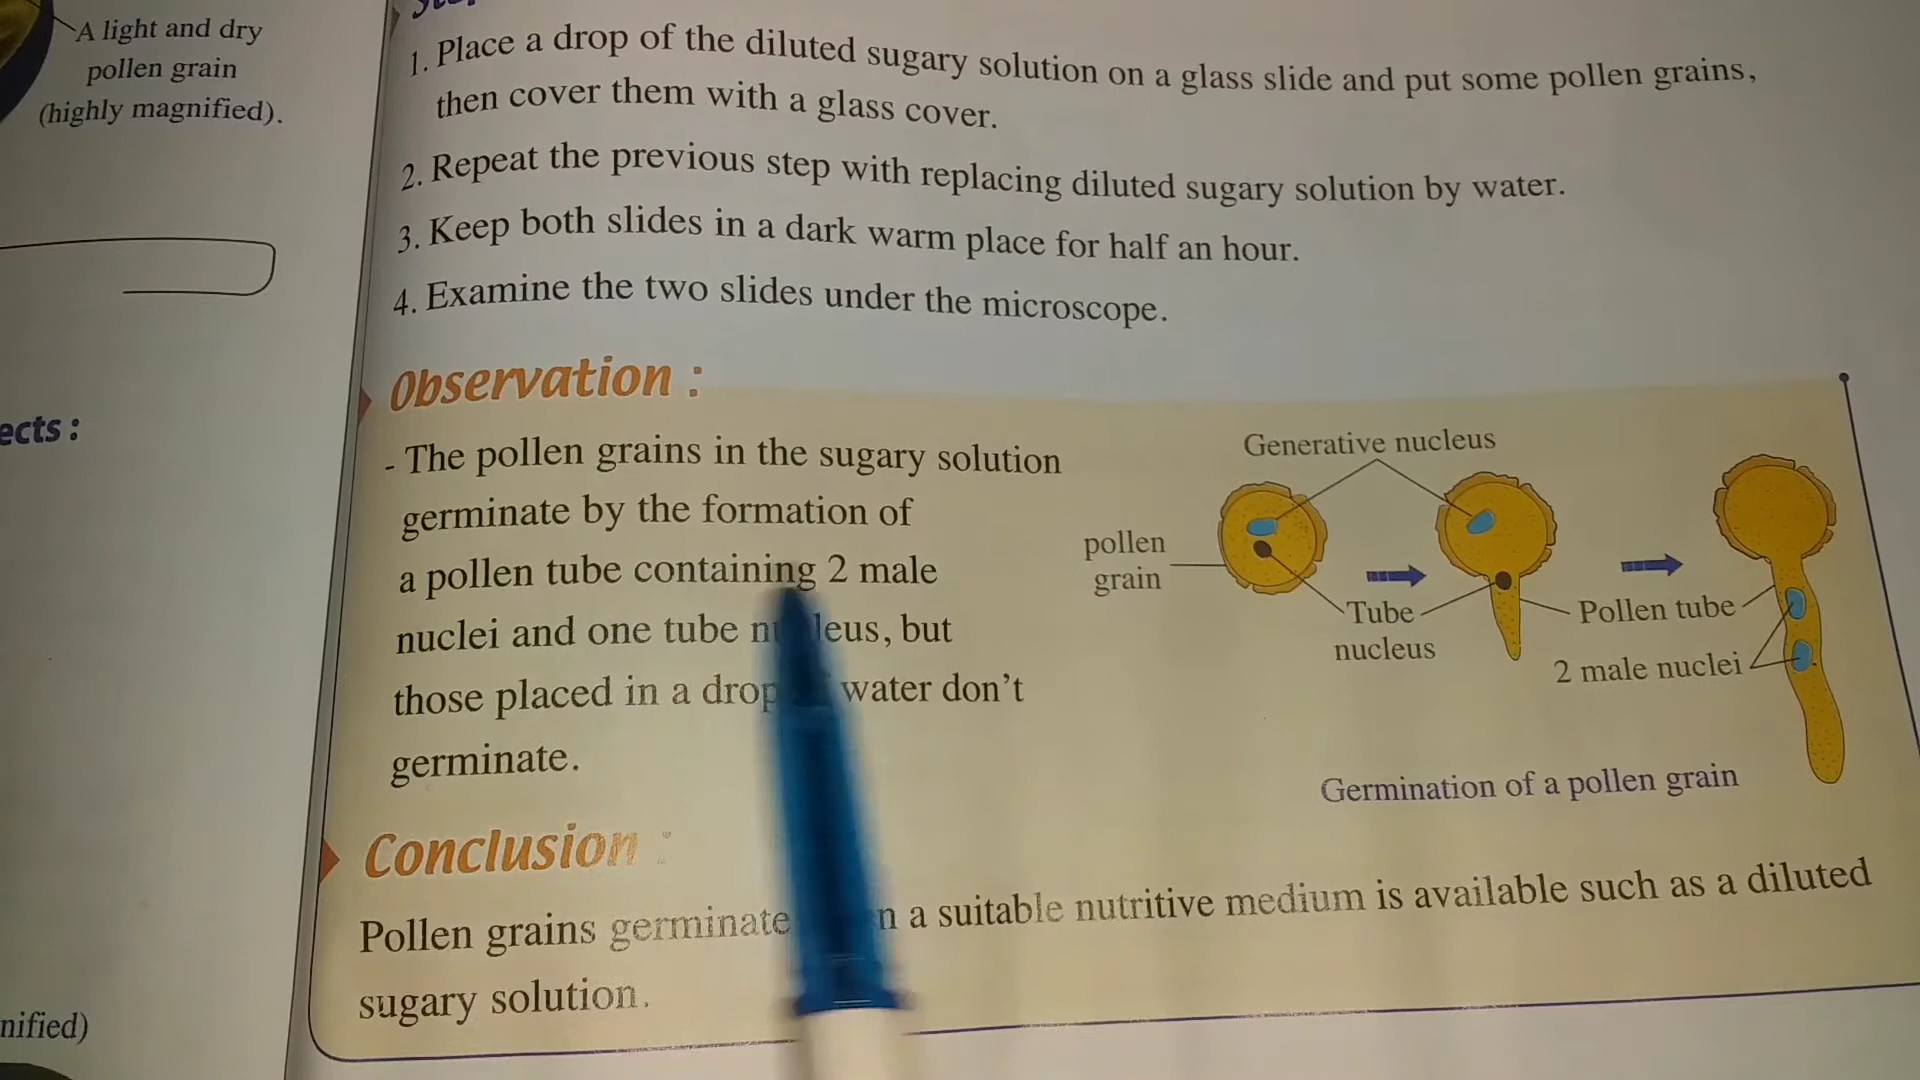 A light and dry
pollen grain
(highly magnified).
ects :
nified)
1. Place a drop of the diluted sugary solution on a glass slide and put some pollen grains,
then cover them with a glass cover.
2. Repeat the previous step with replacing diluted sugary solution by water.
3. Keep both slides in a dark warm place for half an hour.
4. Examine the two slides under the microscope.
Observation :
- The pollen grains in the sugary solution
germinate by the formation of
a pollen tube containing 2 male
nuclei and one tube nucleus, but
those placed in a drop water don't
germinate.
Generative nucleus
pollen
grain
Tube
nucleus
Pollen tube
2 male nuclei
Germination of a pollen grain
Conclusion :
Pollen grains germinate a suitable nutritive medium is available such as a diluted
sugary solution.